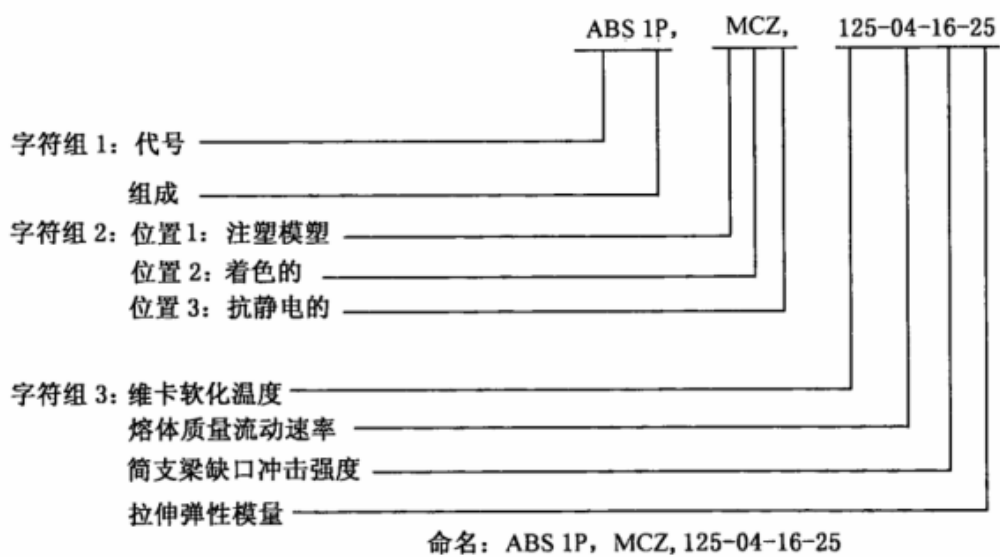 ABS 1P, MCZ, 125-04-16-25
字符组 1：代号
组成
字符组 2：位置 1：注塑模塑
位置 2：着色的
位置 3：抗静电的
字符组 3：维卡软化温度
熔体质量流动速率
简支梁缺口冲击强度
拉伸弹性模量
命名：ABS 1P，MCZ, 125-04-16-25